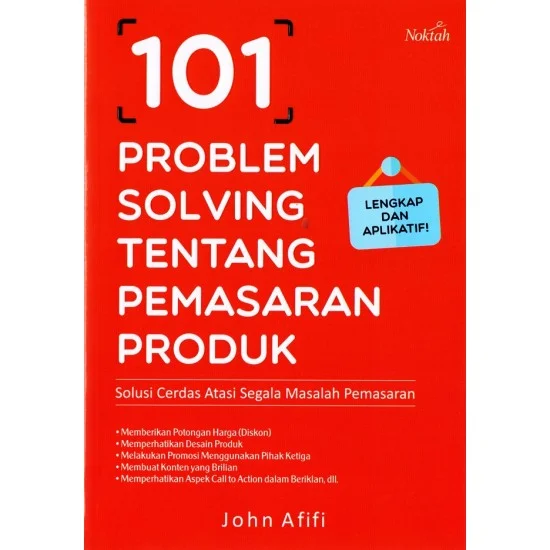 Noktah
[101]
PROBLEM
SOLVING
TENTANG
PEMASARAN
PRODUK
LENGKAP
DAN
APLIKATIF!
Solusi Cerdas Atasi Segala Masalah Pemasaran
• Memberikan Potongan Harga (Diskon)
• Memperhatikan Desain Produk
• Melakukan Promosi Menggunakan Pihak Ketiga
• Membuat Konten yang Brilian
• Memperhatikan Aspek Call to Action dalam Beriklan, dll.
John Afifi